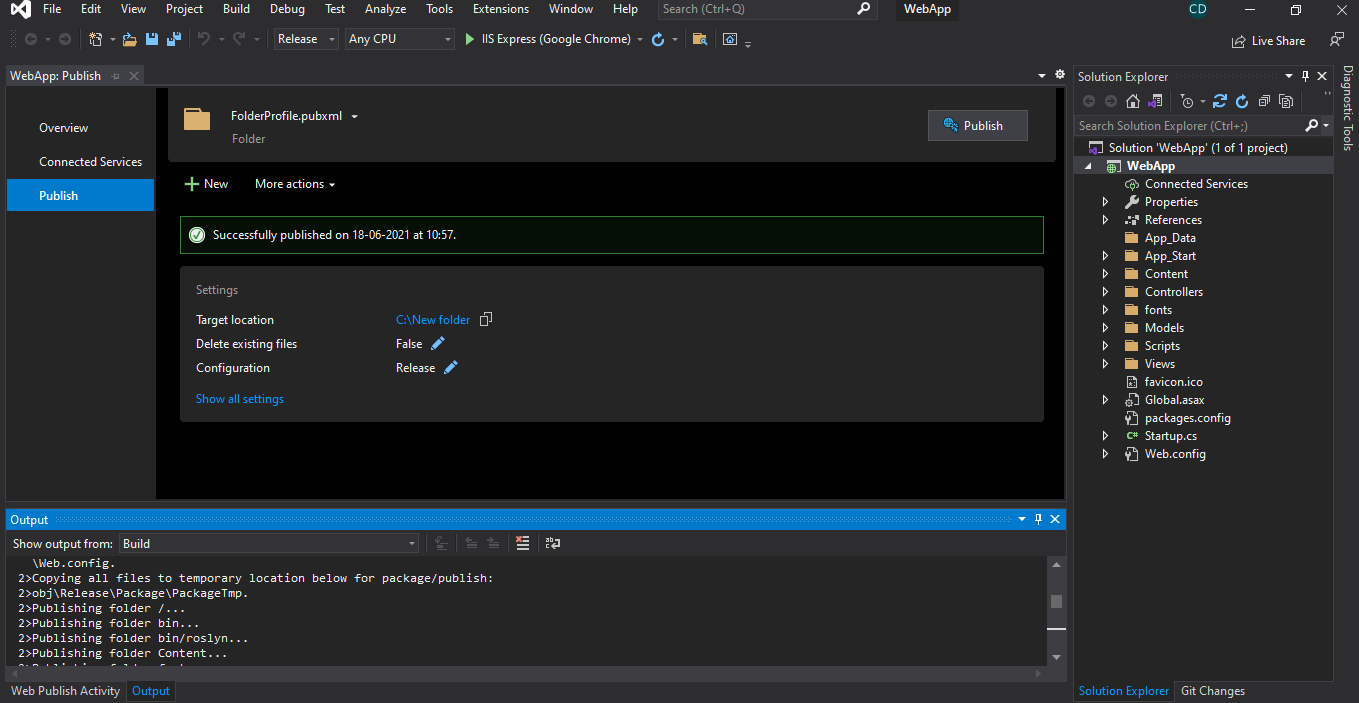 File Edit View Project Build Debug Test Analyze Tools Extensions Window Help Search (Ctrl+Q) WebApp CD
Release Any CPU IIS Express (Google Chrome) Live Share
WebApp: Publish
Overview
Connected Services
Publish
FolderProfile.pubxml
Folder
Publish
New More actions
Successfully published on 18-06-2021 at 10:57.
Settings
Target location C:\New folder
Delete existing files False
Configuration Release
Show all settings
Output
Show output from: Build
\Web.config.
2>Copying all files to temporary location below for package/publish:
2>obj\Release\Package\PackageTmp.
2>Publishing folder /...
2>Publishing folder bin...
2>Publishing folder bin/roslyn...
2>Publishing folder Content...
Web Publish Activity Output
Solution Explorer
Search Solution Explorer (Ctrl+;)
Solution 'WebApp' (1 of 1 project)
WebApp
Connected Services
Properties
References
App_Data
App_Start
Content
Controllers
fonts
Models
Scripts
Views
favicon.ico
Global.asax
packages.config
C# Startup.cs
Web.config
Solution Explorer Git Changes
Diagnostic Tools